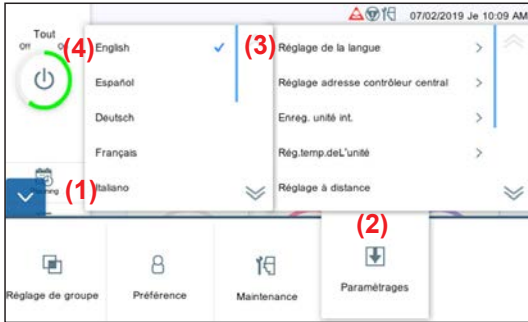 07/02/2019 Je 10:09 AM
Tout
(4)
English
(3)
Réglage de la langue
Español
Réglage adresse contrôleur central
Deutsch
Enreg. unité int.
Français
Rég.temp.deL'unité
(1)
Italiano
Réglage à distance
(2)
Réglage de groupe
Préférence
Maintenance
Paramètrages